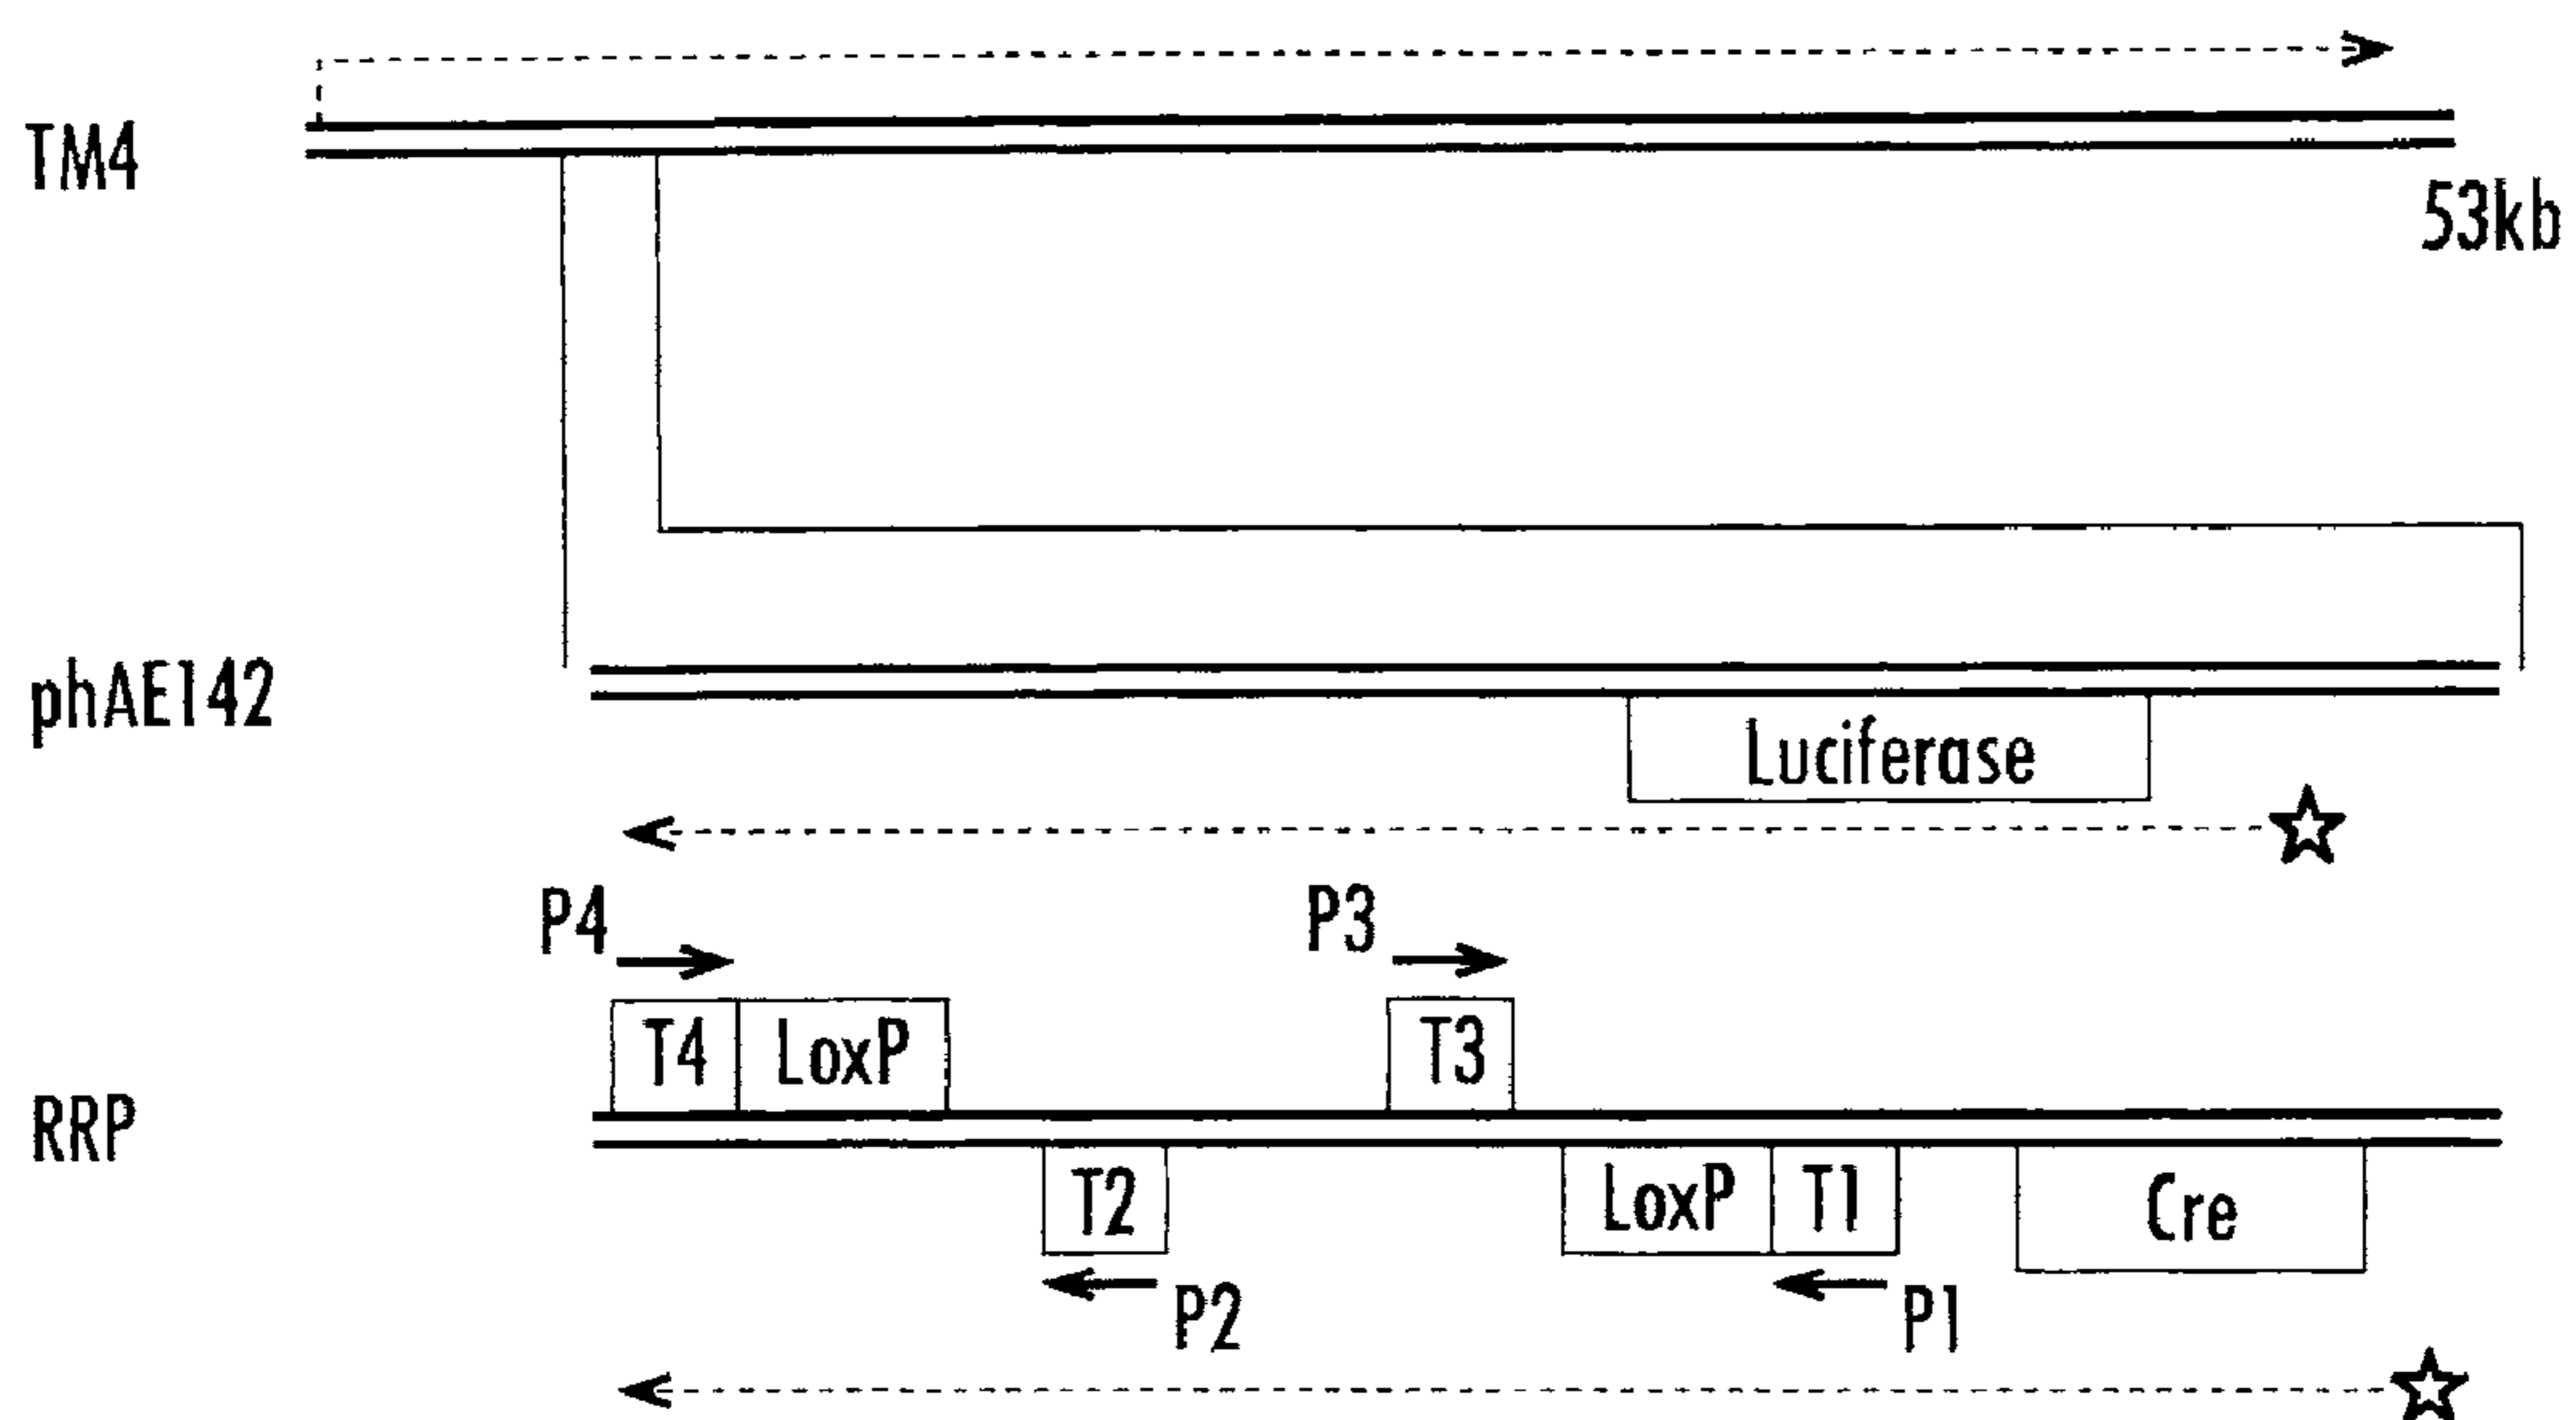 TM4
53kb
phAE142
Luciferase
P4
P3
T4 LoxP
T3
RRP
T2
LoxP T1
Cre
P2
P1